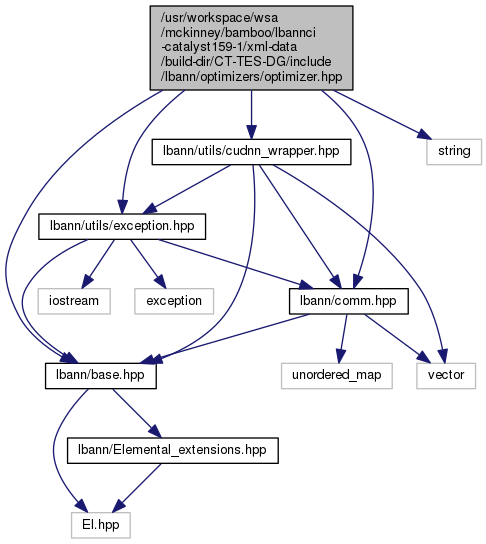 /usr/workspace/wsa
/mckinney/bamboo/lbannci
-catalyst159-1/xml-data
/build-dir/CT-TES-DG/include
/lbann/optimizers/optimizer.hpp
lbann/utils/cudnn_wrapper.hpp
string
lbann/utils/exception.hpp
iostream
exception
lbann/comm.hpp
lbann/base.hpp
unordered_map
vector
lbann/Elemental_extensions.hpp
El.hpp